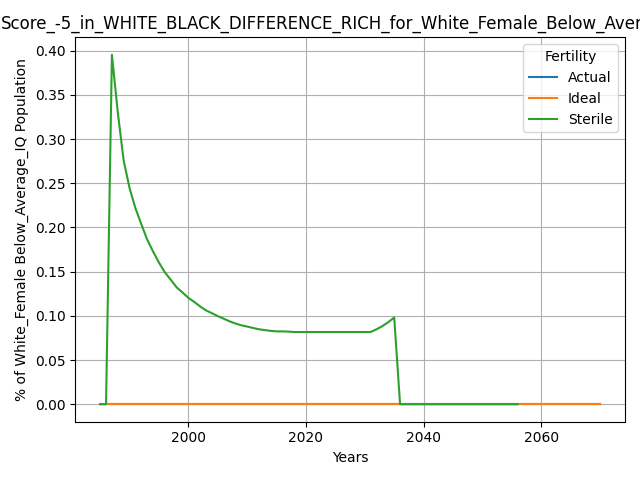 Score_-5_in_WHITE_BLACK_DIFFERENCE_RICH_for_White_Female_Below_Aver
% of White_Female Below_Average_IQ Population
0.40
0.35
0.30
0.25
0.20
0.15
0.10
0.05
0.00
Fertility
Actual
Ideal
Sterile
2000 2020 2040 2060
Years